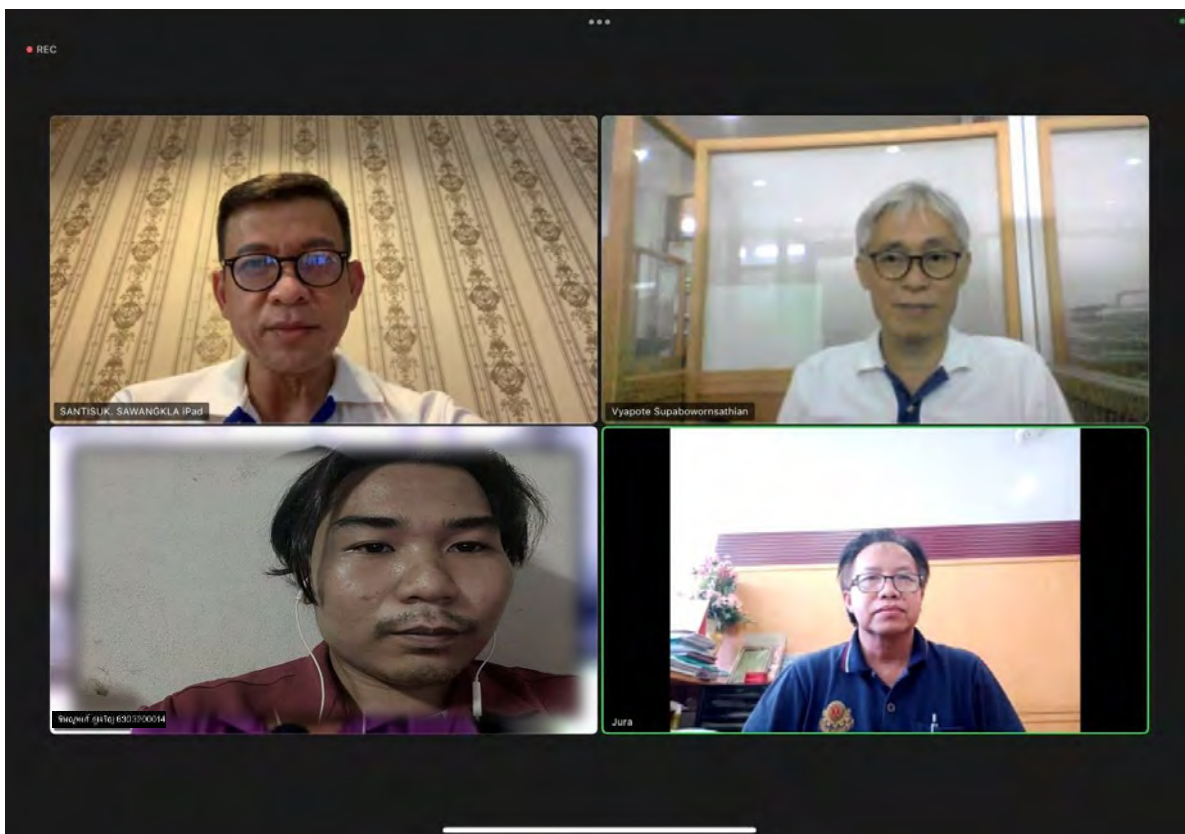 REC
SANTISUK. SAWANGKLA iPad
Vyapote Supabowornsathian
6303200014
Jura